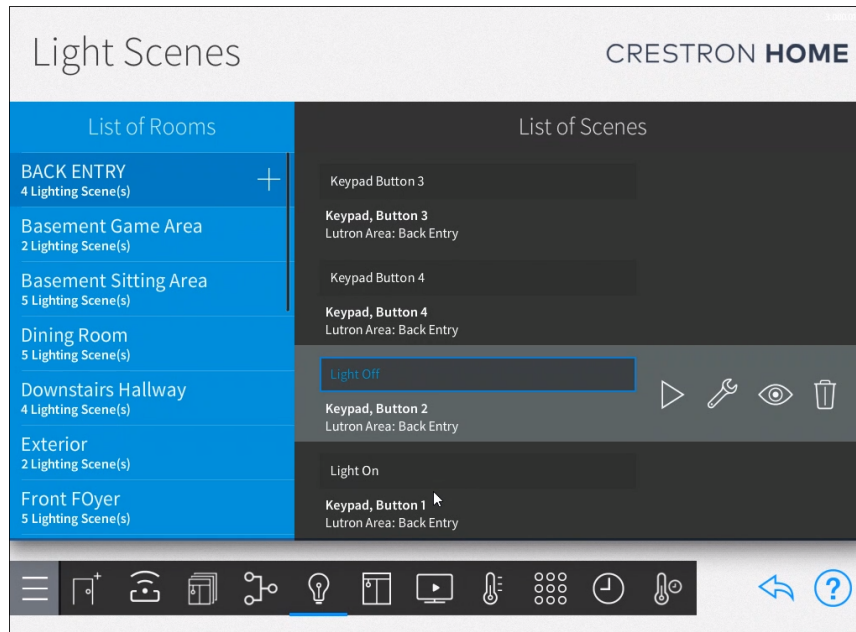 Light Scenes
CRESTRON HOME
List of Rooms
List of Scenes
BACK ENTRY
4 Lighting Scene(s)
Basement Game Area
2 Lighting Scene(s)
Basement Sitting Area
5 Lighting Scene(s)
Dining Room
5 Lighting Scene(s)
Downstairs Hallway
4 Lighting Scene(s)
Exterior
2 Lighting Scene(s)
Front FOyer
5 Lighting Scene(s)
Keypad Button 3
Keypad, Button 3
Lutron Area: Back Entry
Keypad Button 4
Keypad, Button 4
Lutron Area: Back Entry
Light Off
Keypad, Button 2
Lutron Area: Back Entry
Light On
Keypad, Button 1
Lutron Area: Back Entry
?